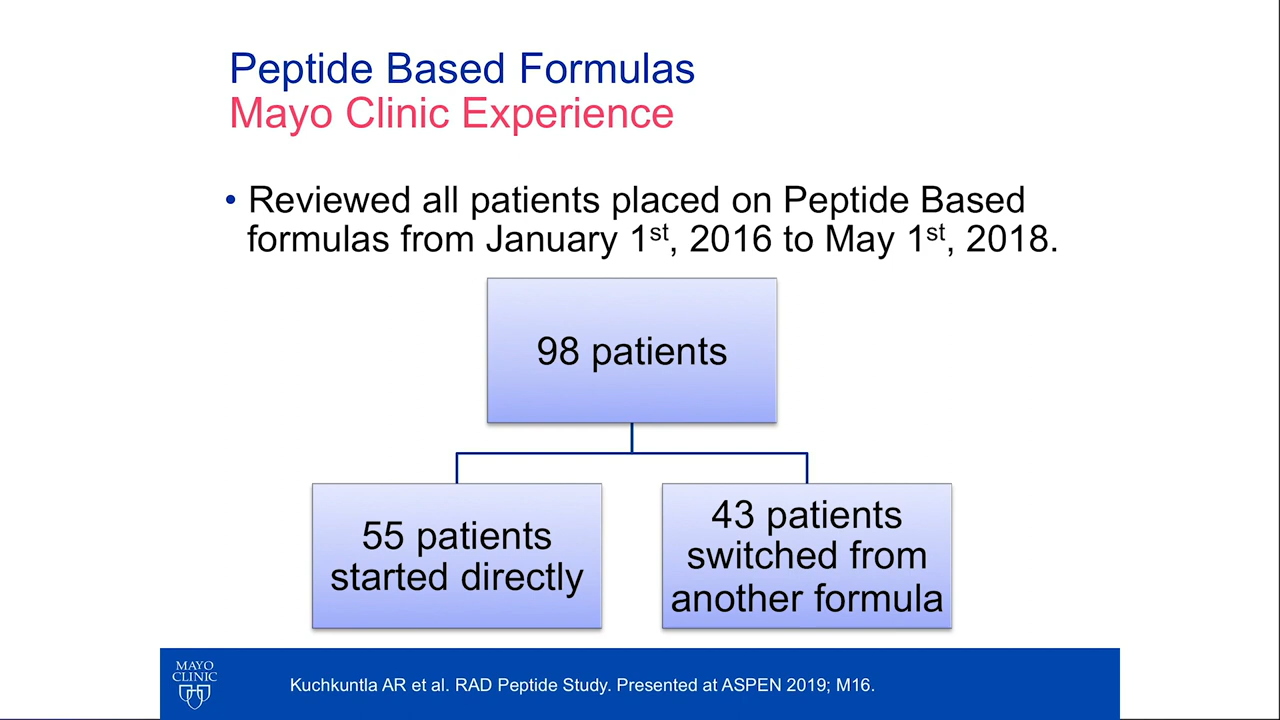 Peptide Based Formulas
Mayo Clinic Experience
• Reviewed all patients placed on Peptide Based
formulas from January 1st, 2016 to May 1st, 2018.
98 patients
55 patients
started directly
43 patients
switched from
another formula
MAYO
CLINIC
Kuchkuntla AR et al. RAD Peptide Study. Presented at ASPEN 2019; M16.